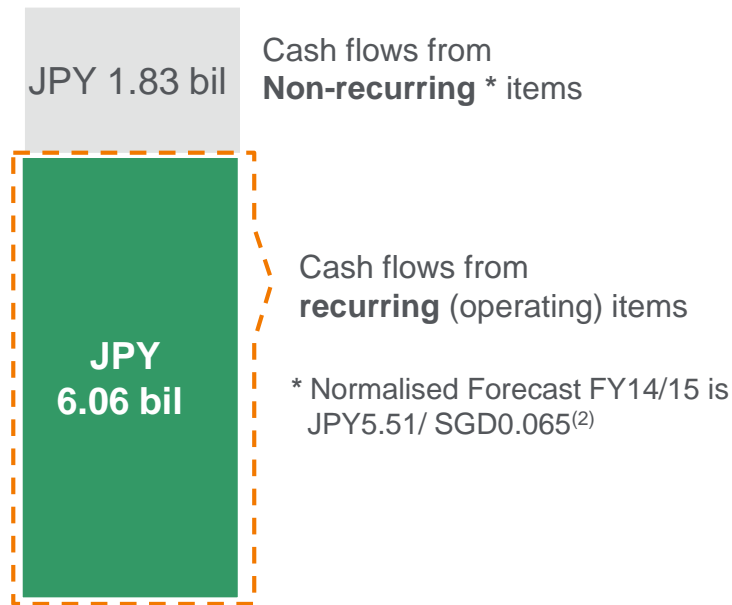 JPY 1.83 bil
Cash flows from
Non-recurring * items
Cash flows from
recurring (operating) items
JPY
6.06 bil
* Normalised Forecast FY14/15 is
JPY5.51/ SGD0.065(2)